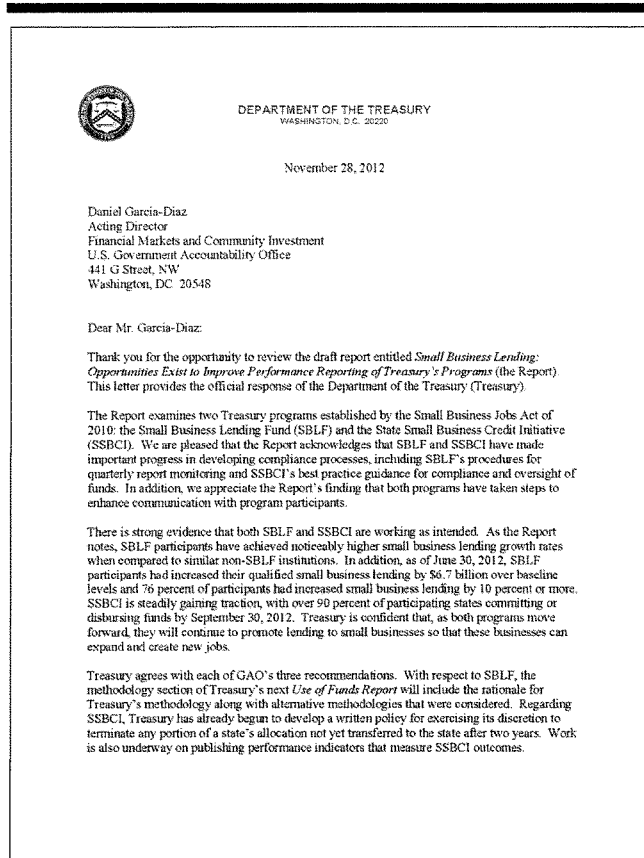 DEPARTMENT OF THE TREASURY
WASHINGTON, D.C. 20220
November 28, 2012
Daniel Garcia-Diaz
Acting Director
Financial Markets and Community Investment
U.S. Government Accountability Office
441 G Street, NW
Washington, DC 20548
Dear Mr. Garcia-Diaz:
Thank you for the opportunity to review the draft report entitled Small Business Lending:
Opportunities Exist to Improve Performance Reporting of Treasury's Programs (the Report).
This letter provides the official response of the Department of the Treasury (Treasury).
The Report examines two Treasury programs established by the Small Business Jobs Act of
2010: the Small Business Lending Fund (SBLF) and the State Small Business Credit Initiative
(SSBCI). We are pleased that the Report acknowledges that SBLF and SSBCI have made
important progress in developing compliance processes, including SBLF's procedures for
quarterly report monitoring and SSBCI's best practice guidance for compliance and oversight of
funds. In addition, we appreciate the Report's finding that both programs have taken steps to
enhance communication with program participants.
There is strong evidence that both SBLF and SSBCI are working as intended. As the Report
notes, SBLF participants have achieved noticeably higher small business lending growth rates
when compared to similar non-SBLF institutions. In addition, as of June 30, 2012, SBLF
participants had increased their qualified small business lending by $6.7 billion over baseline
levels and 76 percent of participants had increased small business lending by 10 percent or more.
SSBCI is steadily gaining traction, with over 90 percent of participating states committing or
disbursing funds by September 30, 2012. Treasury is confident that, as both programs move
forward, they will continue to promote lending to small businesses so that these businesses can
expand and create new jobs.
Treasury agrees with each of GAO's three recommendations. With respect to SBLF, the
methodology section of Treasury's next Use of Funds Report will include the rationale for
Treasury's methodology along with alternative methodologies that were considered. Regarding
SSBCI, Treasury has already begun to develop a written policy for exercising its discretion to
terminate any portion of a state's allocation not yet transferred to the state after two years. Work
is also underway on publishing performance indicators that measure SSBCI outcomes.